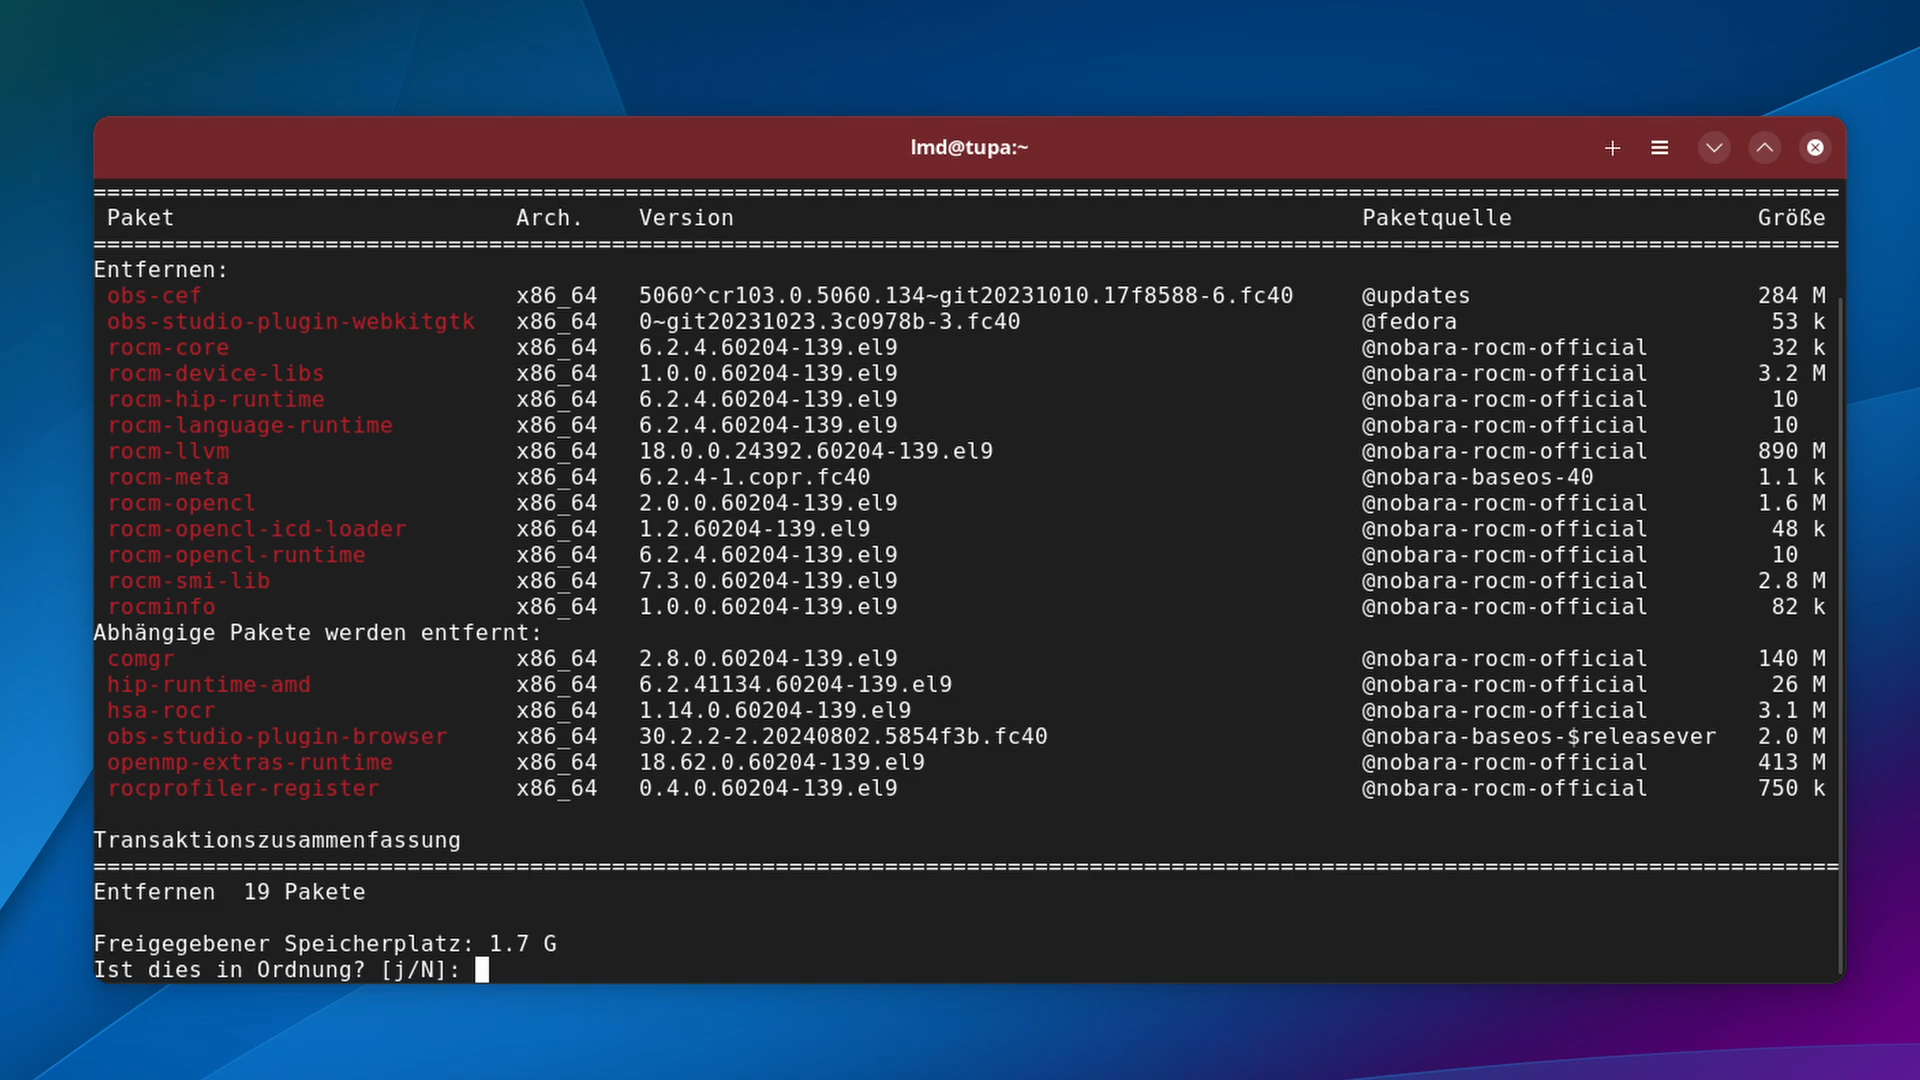 lmd@tupa:~
================================================================================================================================
Paket Arch. Version Paketquelle Größe
================================================================================================================================
Entfernen:
obs-cef x86_64 5060^cr103.0.5060.134~git20231010.17f8588-6.fc40 @updates 284 M
obs-studio-plugin-webkitgtk x86_64 0~git20231023.3c0978b-3.fc40 @fedora 53 k
rocm-core x86_64 6.2.4.60204-139.el9 @nobara-rocm-official 32 k
rocm-device-libs x86_64 1.0.0.60204-139.el9 @nobara-rocm-official 3.2 M
rocm-hip-runtime x86_64 6.2.4.60204-139.el9 @nobara-rocm-official 10
rocm-language-runtime x86_64 6.2.4.60204-139.el9 @nobara-rocm-official 10
rocm-llvm x86_64 18.0.0.24392.60204-139.el9 @nobara-rocm-official 890 M
rocm-meta x86_64 6.2.4-1.copr.fc40 @nobara-baseos-40 1.1 k
rocm-opencl x86_64 2.0.0.60204-139.el9 @nobara-rocm-official 1.6 M
rocm-opencl-icd-loader x86_64 1.2.60204-139.el9 @nobara-rocm-official 48 k
rocm-opencl-runtime x86_64 6.2.4.60204-139.el9 @nobara-rocm-official 10
rocm-smi-lib x86_64 7.3.0.60204-139.el9 @nobara-rocm-official 2.8 M
rocminfo x86_64 1.0.0.60204-139.el9 @nobara-rocm-official 82 k
Abhängige Pakete werden entfernt:
comgr x86_64 2.8.0.60204-139.el9 @nobara-rocm-official 140 M
hip-runtime-amd x86_64 6.2.41134.60204-139.el9 @nobara-rocm-official 26 M
hsa-rocr x86_64 1.14.0.60204-139.el9 @nobara-rocm-official 3.1 M
obs-studio-plugin-browser x86_64 30.2.2-2.20240802.5854f3b.fc40 @nobara-baseos-$releasever 2.0 M
openmp-extras-runtime x86_64 18.62.0.60204-139.el9 @nobara-rocm-official 413 M
rocprofiler-register x86_64 0.4.0.60204-139.el9 @nobara-rocm-official 750 k
Transaktionszusammenfassung
================================================================================================================================
Entfernen 19 Pakete
Freigegebener Speicherplatz: 1.7 G
Ist dies in Ordnung? [j/N]: